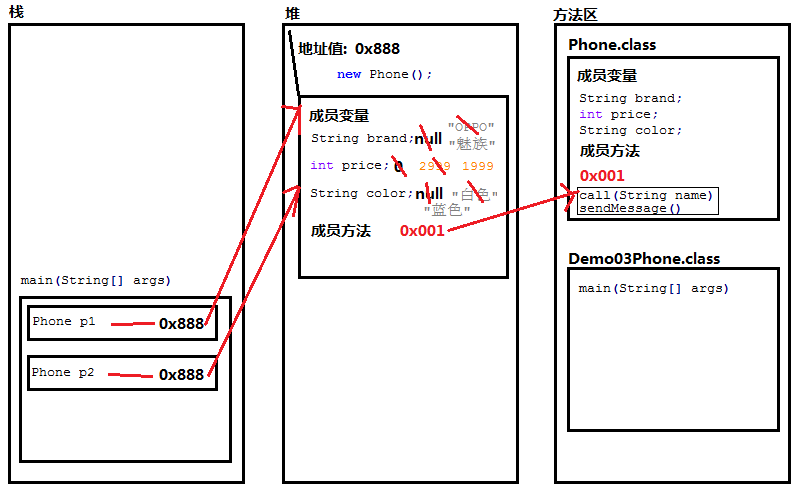 栈
main(String[] args)
Phone p1 0x888
Phone p2 0x888
堆
地址值: 0x888
new Phone();
成员变量
"OPPO"
String brand; null "魅族"
int price; 0 2999 1999
String color; null "白色"
"蓝色"
成员方法 0x001
方法区
Phone.class
成员变量
String brand;
int price;
String color;
成员方法
0x001
call(String name)
sendMessage()
Demo03Phone.class
main(String[] args)